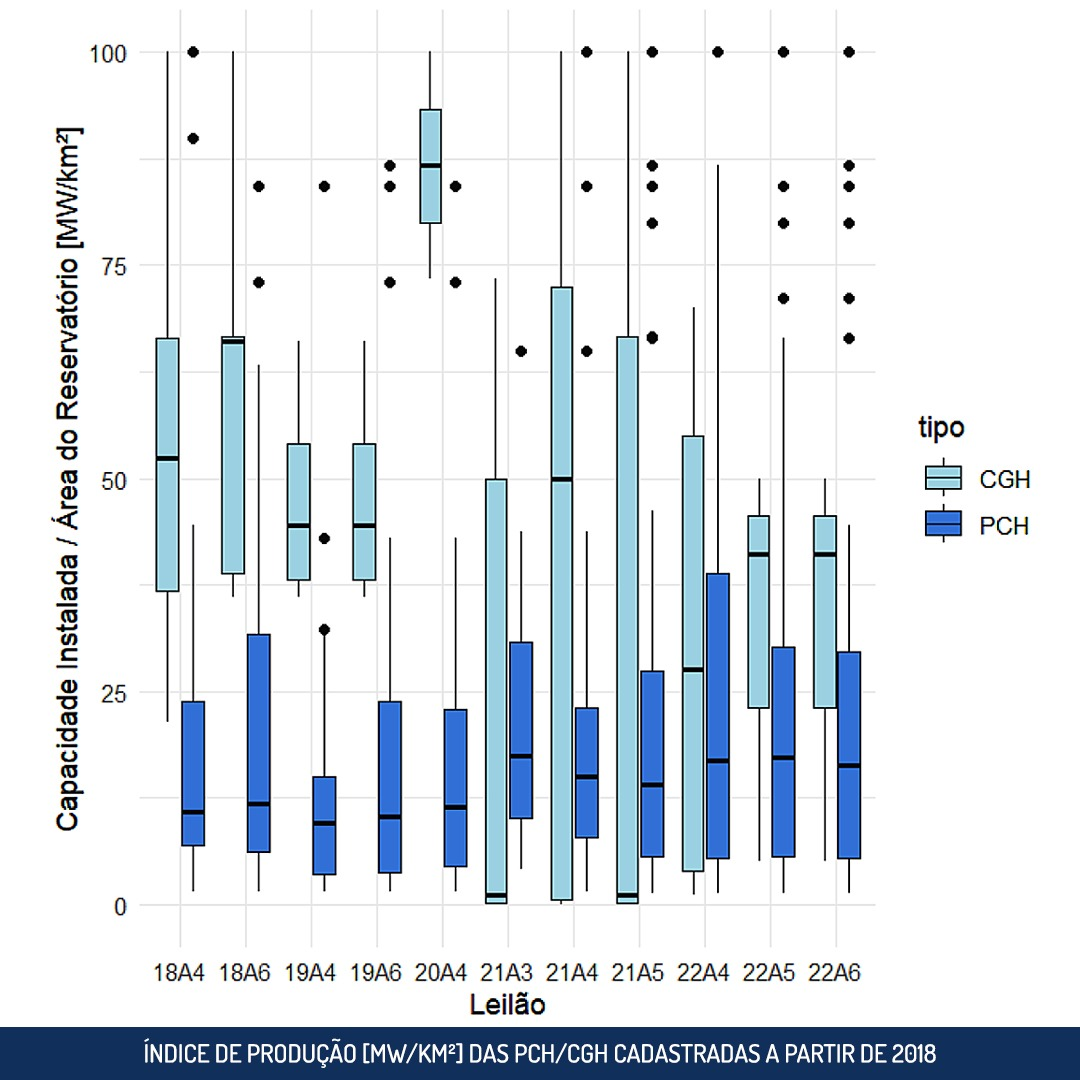 Capacidade Instalada / Área do Reservatório [MW/km²]
100
75
50
25
0
18A4 18A6 19A4 19A6 20A4 21A3 21A4 21A5 22A4 22A5 22A6
Leilão
tipo
CGH
PCH
ÍNDICE DE PRODUÇÃO [MW/KM²] DAS PCH/CGH CADASTRADAS A PARTIR DE 2018